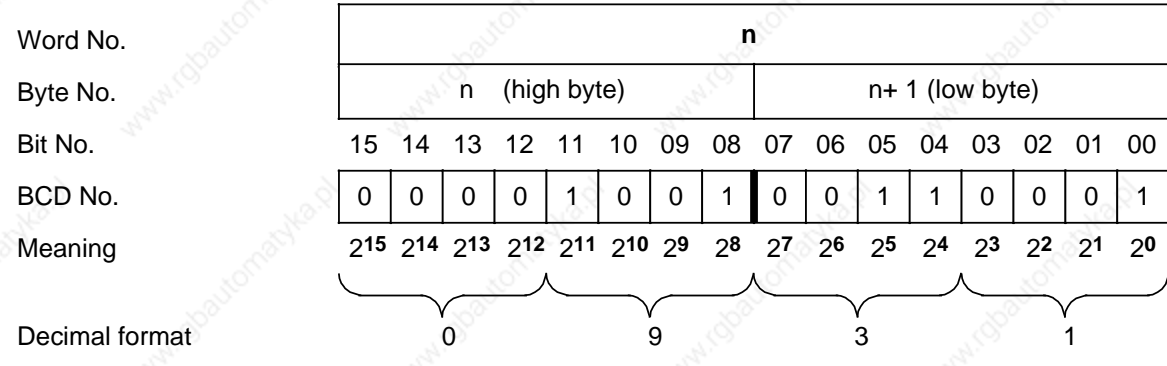 Word No. n
Byte No. n (high byte) n+ 1 (low byte)
Bit No. 15 14 13 12 11 10 09 08 07 06 05 04 03 02 01 00
BCD No. 0 0 0 0 1 0 0 1 0 0 1 1 0 0 0 1
Meaning 2¹⁵ 2¹⁴ 2¹³ 2¹² 2¹¹ 2¹⁰ 2⁹ 2⁸ 2⁷ 2⁶ 2⁵ 2⁴ 2³ 2² 2¹ 2⁰
Decimal format 0 9 3 1